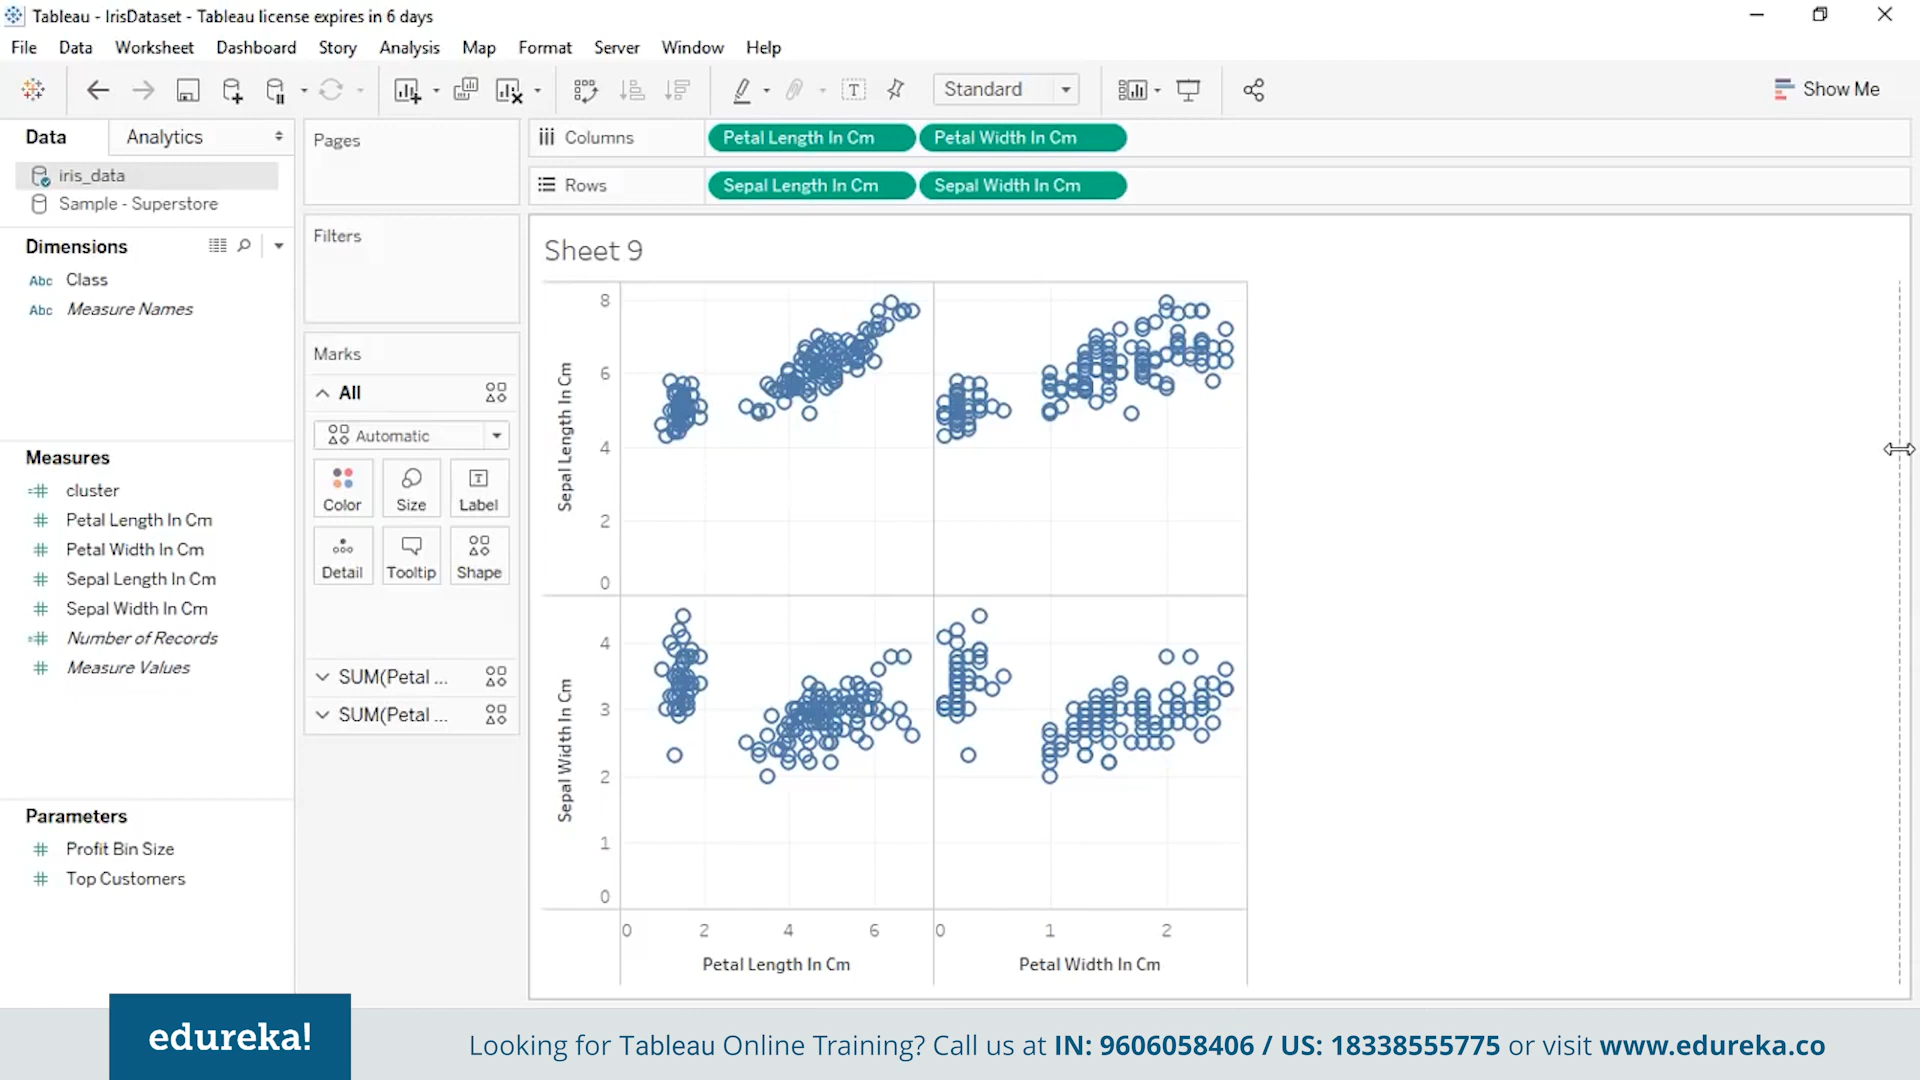 Tableau - IrisDataset - Tableau license expires in 6 days
File Data Worksheet Dashboard Story Analysis Map Format Server Window Help
Standard
Show Me
Data Analytics
iris_data
Sample - Superstore
Dimensions
Abc Class
Abc Measure Names
Measures
=# cluster
# Petal Length In Cm
# Petal Width In Cm
# Sepal Length In Cm
# Sepal Width In Cm
=# Number of Records
# Measure Values
Parameters
# Profit Bin Size
# Top Customers
Pages
Filters
Marks
All
Automatic
Color Size Label
Detail Tooltip Shape
SUM(Petal ...
SUM(Petal ...
Columns Petal Length In Cm Petal Width In Cm
Rows Sepal Length In Cm Sepal Width In Cm
Sheet 9
8
6
4
2
0
Sepal Length In Cm
4
3
2
1
0
Sepal Width In Cm
0 2 4 6 0 1 2
Petal Length In Cm Petal Width In Cm
edureka!
Looking for Tableau Online Training? Call us at IN: 9606058406 / US: 18338555775 or visit www.edureka.co